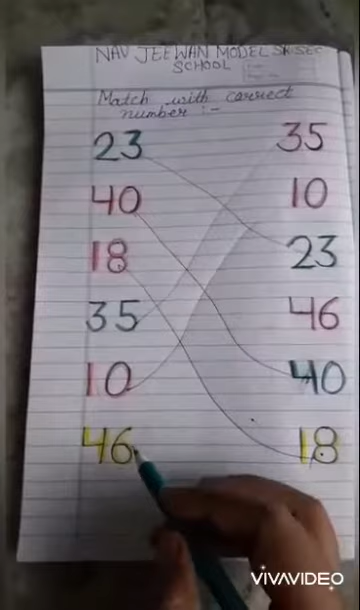 NAV JEEWAN MODEL SR. SEC
SCHOOL
Match with correct
number :-
23 35
40 10
18 23
35 46
10 40
46 18
VIVAVIDEO